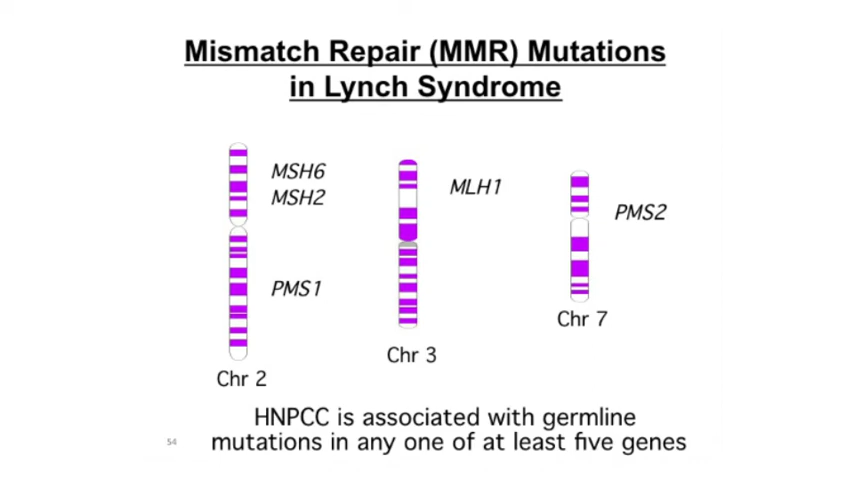 Mismatch Repair (MMR) Mutations
in Lynch Syndrome
MSH6
MSH2
PMS1
Chr 2
MLH1
Chr 3
PMS2
Chr 7
HNPCC is associated with germline
mutations in any one of at least five genes
54